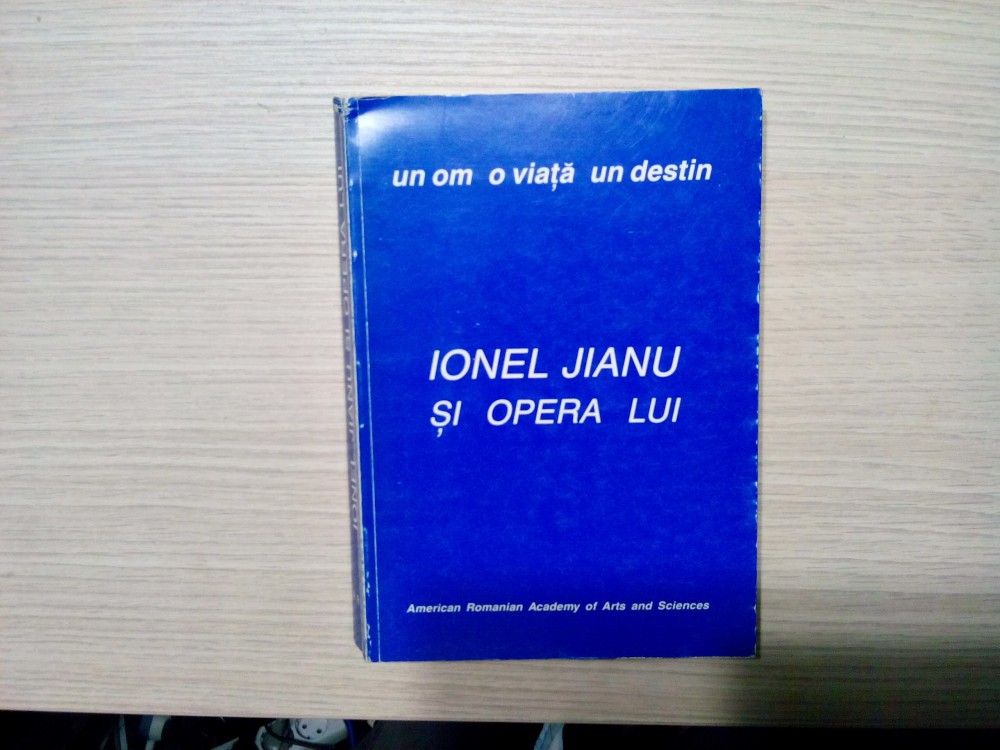 un om o viață un destin
IONEL JIANU
ȘI OPERA LUI
American Romanian Academy of Arts and Sciences
IONEL JIANU ȘI OPERA LUI